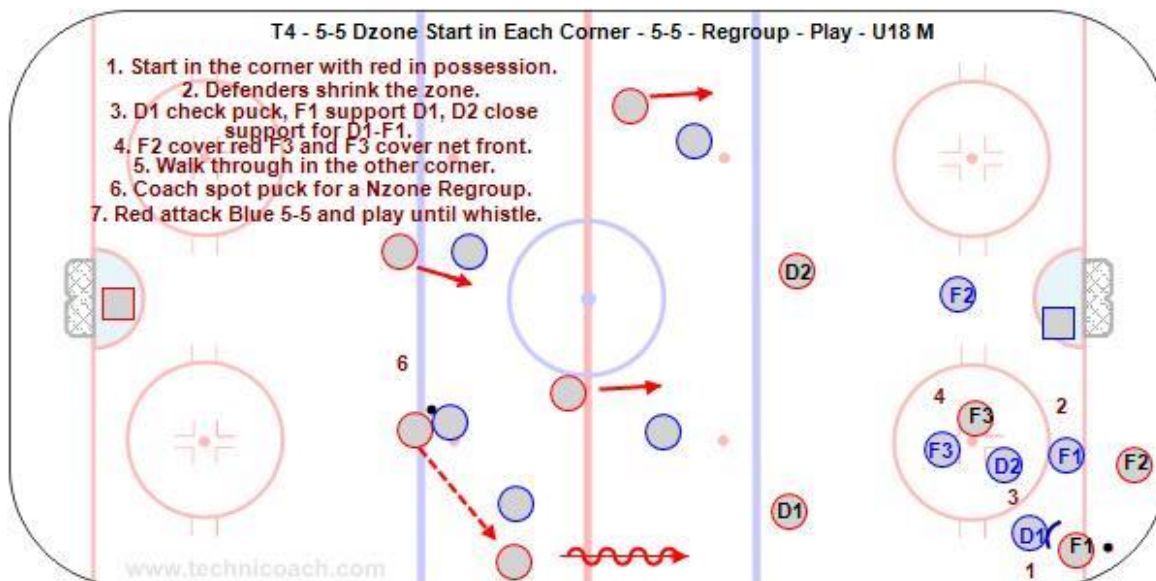 T4 - 5-5 Dzone Start in Each Corner - 5-5 - Regroup - Play - U18 M
1. Start in the corner with red in possession.
2. Defenders shrink the zone.
3. D1 check puck, F1 support D1, D2 close
support for D1-F1.
4. F2 cover red F3 and F3 cover net front.
5. Walk through in the other corner.
6. Coach spot puck for a Nzone Regroup.
7. Red attack Blue 5-5 and play until whistle.
D2
F2
6
4
2
F3
F3
D2
F1
F2
3
D1
D1
F1
1
www.technicoach.com